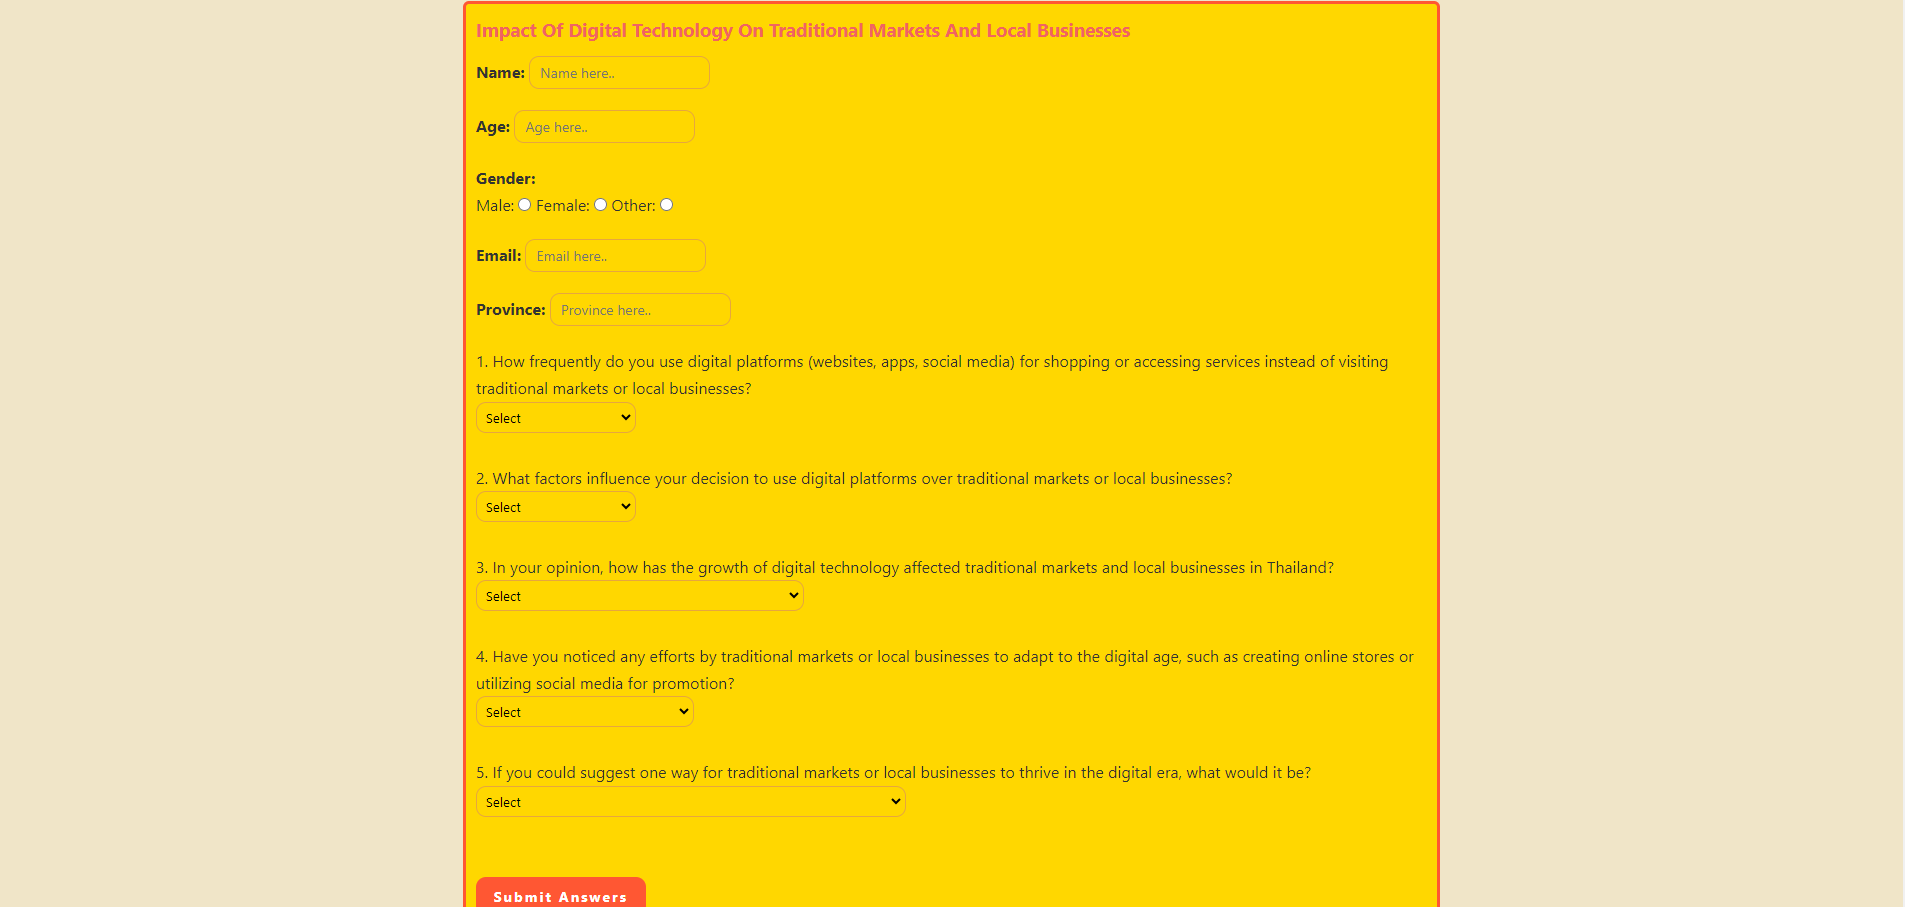 Impact Of Digital Technology On Traditional Markets And Local Businesses
Name: Name here..
Age: Age here..
Gender:
Male: Female: Other:
Email: Email here..
Province: Province here..
1. How frequently do you use digital platforms (websites, apps, social media) for shopping or accessing services instead of visiting
traditional markets or local businesses?
Select
2. What factors influence your decision to use digital platforms over traditional markets or local businesses?
Select
3. In your opinion, how has the growth of digital technology affected traditional markets and local businesses in Thailand?
Select
4. Have you noticed any efforts by traditional markets or local businesses to adapt to the digital age, such as creating online stores or
utilizing social media for promotion?
Select
5. If you could suggest one way for traditional markets or local businesses to thrive in the digital era, what would it be?
Select
Submit Answers